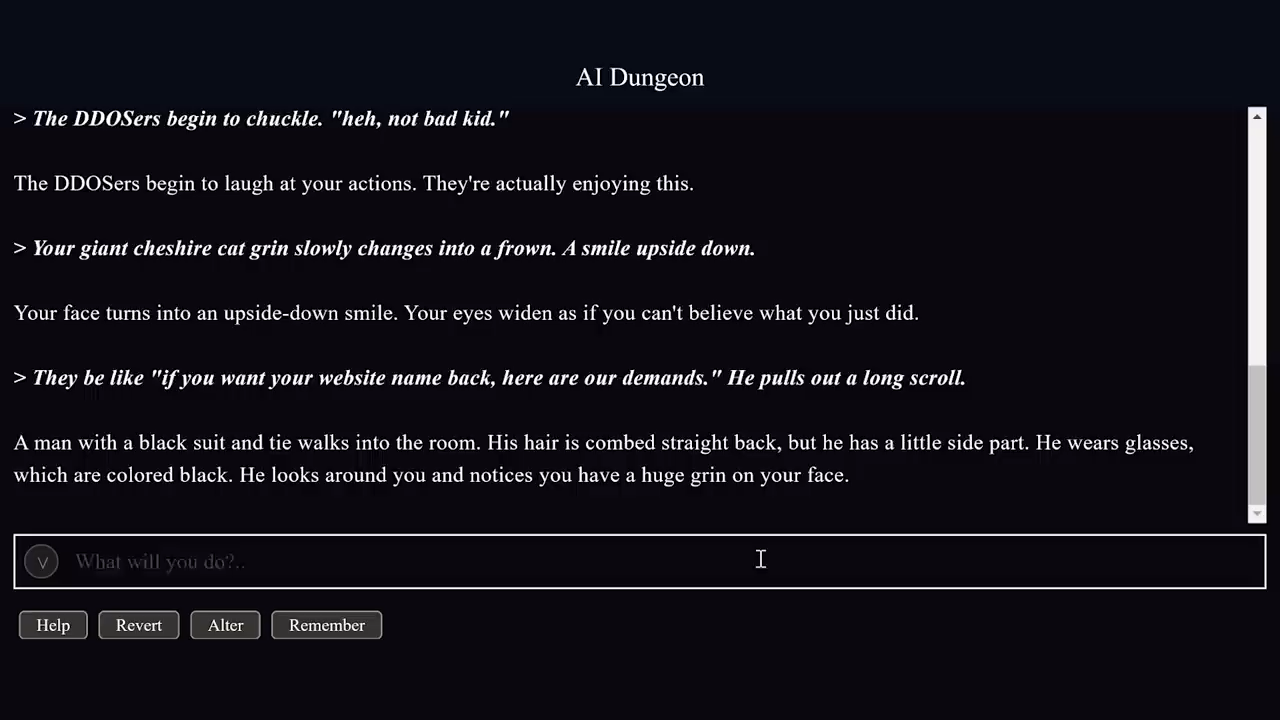 AI Dungeon
> The DDOSers begin to chuckle. "heh, not bad kid."
The DDOSers begin to laugh at your actions. They're actually enjoying this.
> Your giant cheshire cat grin slowly changes into a frown. A smile upside down.
Your face turns into an upside-down smile. Your eyes widen as if you can't believe what you just did.
> They be like "if you want your website name back, here are our demands." He pulls out a long scroll.
A man with a black suit and tie walks into the room. His hair is combed straight back, but he has a little side part. He wears glasses,
which are colored black. He looks around you and notices you have a huge grin on your face.
V What will you do?..
Help Revert Alter Remember